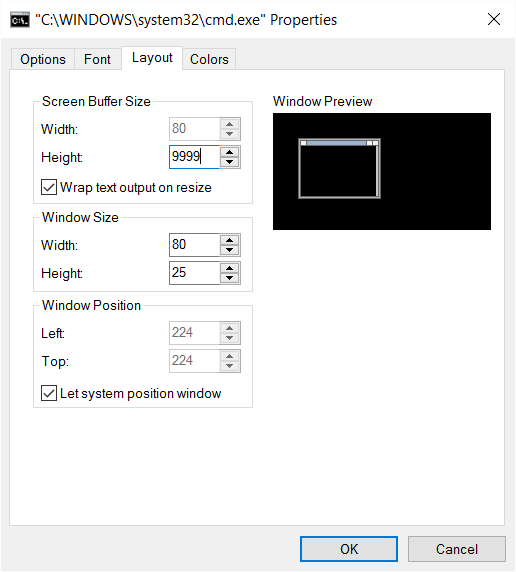 "C:\WINDOWS\system32\cmd.exe" Properties
Options Font Layout Colors
Screen Buffer Size
Width: 80
Height: 9999
Wrap text output on resize
Window Size
Width: 80
Height: 25
Window Position
Left: 224
Top: 224
Let system position window
Window Preview
OK Cancel